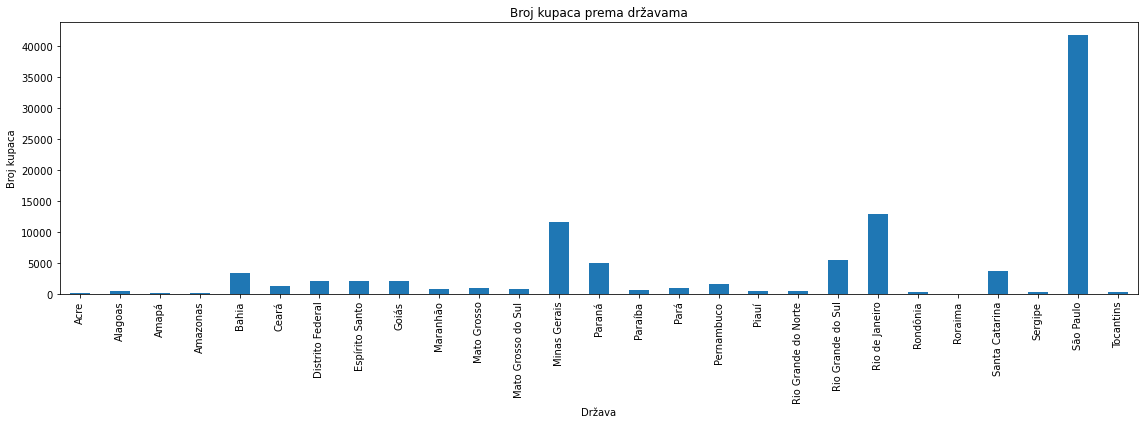 Broj kupaca prema državama
Broj kupaca
40000
35000
30000
25000
20000
15000
10000
5000
0
Acre
Alagoas
Amapá
Amazonas
Bahia
Ceará
Distrito Federal
Espírito Santo
Goiás
Maranhão
Mato Grosso
Mato Grosso do Sul
Minas Gerais
Paraná
Paraíba
Pará
Pernambuco
Piauí
Rio Grande do Norte
Rio Grande do Sul
Rio de Janeiro
Rondônia
Roraima
Santa Catarina
Sergipe
São Paulo
Tocantins
Država